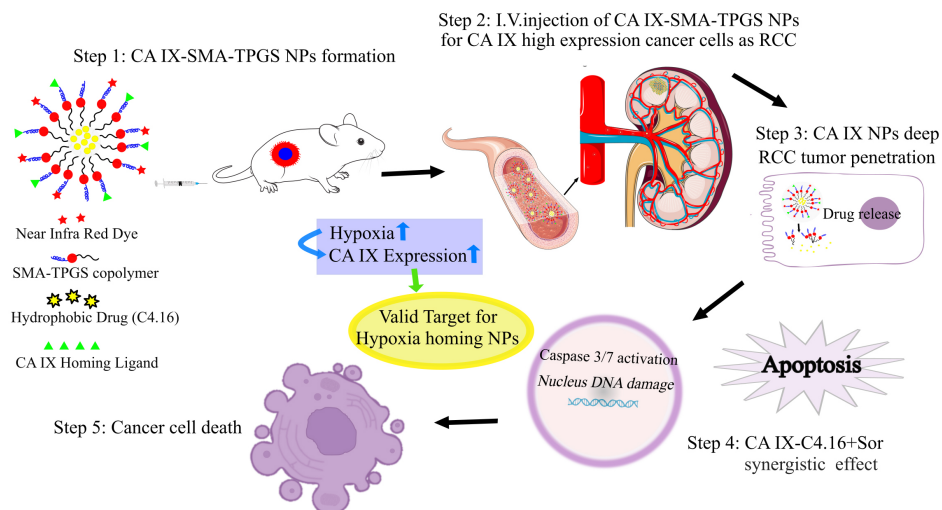 Step 1: CA IX-SMA-TPGS NPs formation
Step 2: I.V.injection of CA IX-SMA-TPGS NPs
for CA IX high expression cancer cells as RCC
Step 3: CA IX NPs deep
RCC tumor penetration
Drug release
Near Infra Red Dye
SMA-TPGS copolymer
Hydrophobic Drug (C4.16)
CA IX Homing Ligand
Hypoxia
CA IX Expression
Valid Target for
Hypoxia homing NPs
Caspase 3/7 activation
Nucleus DNA damage
Apoptosis
Step 4: CA IX-C4.16+Sor
synergistic effect
Step 5: Cancer cell death